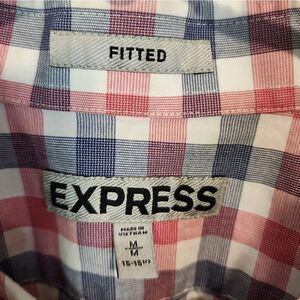 FITTED
EXPRESS
MADE IN
VIETNAM
M
M
15-15½